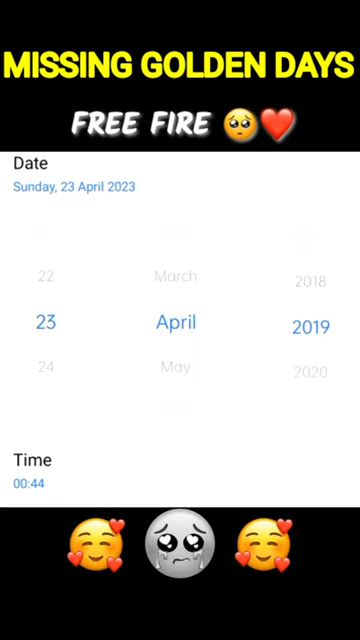 MISSING GOLDEN DAYS
FREE FIRE 🥺❤️
Date
Sunday, 23 April 2023
22 March 2018
23 April 2019
24 May 2020
Time
00:44